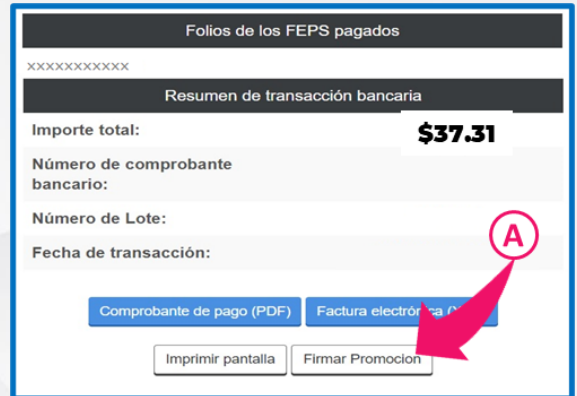 Folios de los FEPS pagados
xxxxxxxxxxx
Resumen de transacción bancaria
Importe total: $37.31
Número de comprobante
bancario:
Número de Lote:
A
Fecha de transacción:
Comprobante de pago (PDF) Factura electrónica
Imprimir pantalla Firmar Promocion